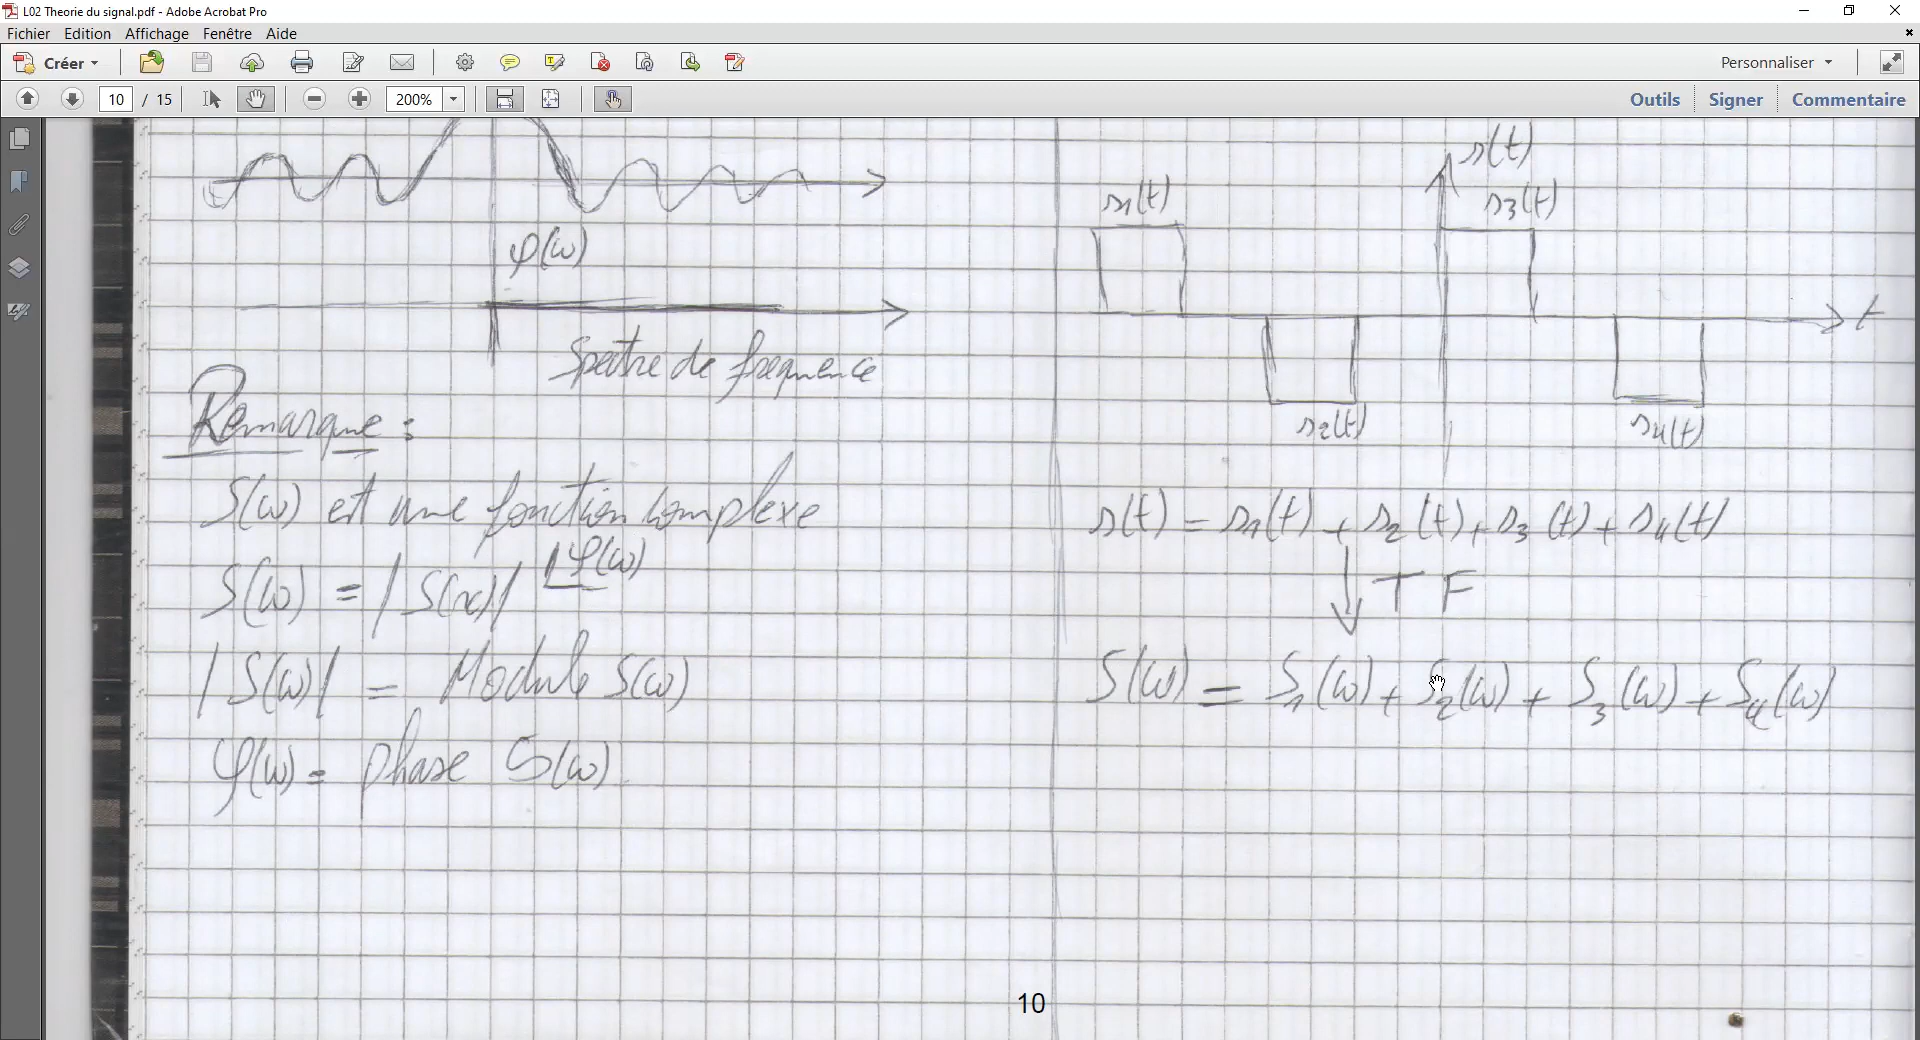 L02 Theorie du signal.pdf - Adobe Acrobat Pro
Fichier Edition Affichage Fenêtre Aide
Créer
Personnaliser
10 / 15
200%
Outils Signer Commentaire
φ(ω)
Spectre de frequence
Remarque :
S(ω) est une fonction complexe
S(ω) = |S(x)| φ(ω)
|S(ω)| = Module S(ω)
φ(ω) = phase S(ω)
s(t)
s1(t)
s3(t)
t
s2(t)
s4(t)
s(t) = s1(t) + s2(t) + s3(t) + s4(t)
TF
S(ω) = S1(ω) + S2(ω) + S3(ω) + S4(ω)
10